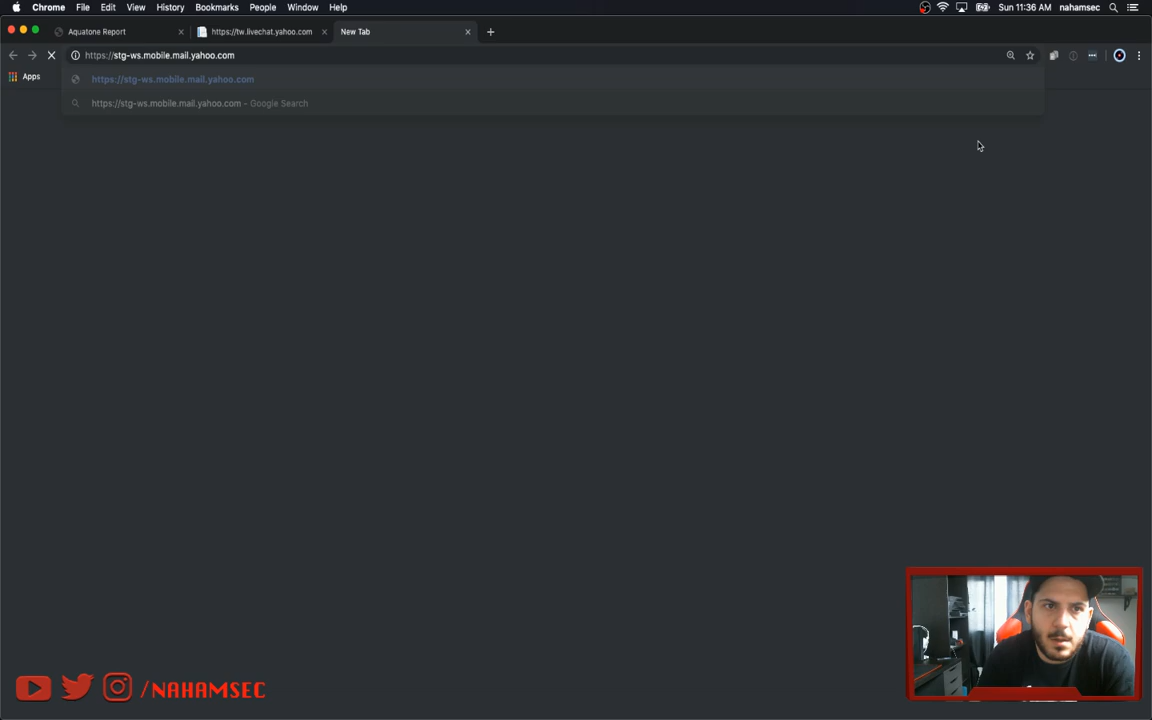 Chrome File Edit View History Bookmarks People Window Help Sun 11:36 AM nahamsec
Aquatone Report https://tw.livechat.yahoo.com New Tab
https://stg-ws.mobile.mail.yahoo.com
Apps https://stg-ws.mobile.mail.yahoo.com
https://stg-ws.mobile.mail.yahoo.com - Google Search
/NAHAMSEC